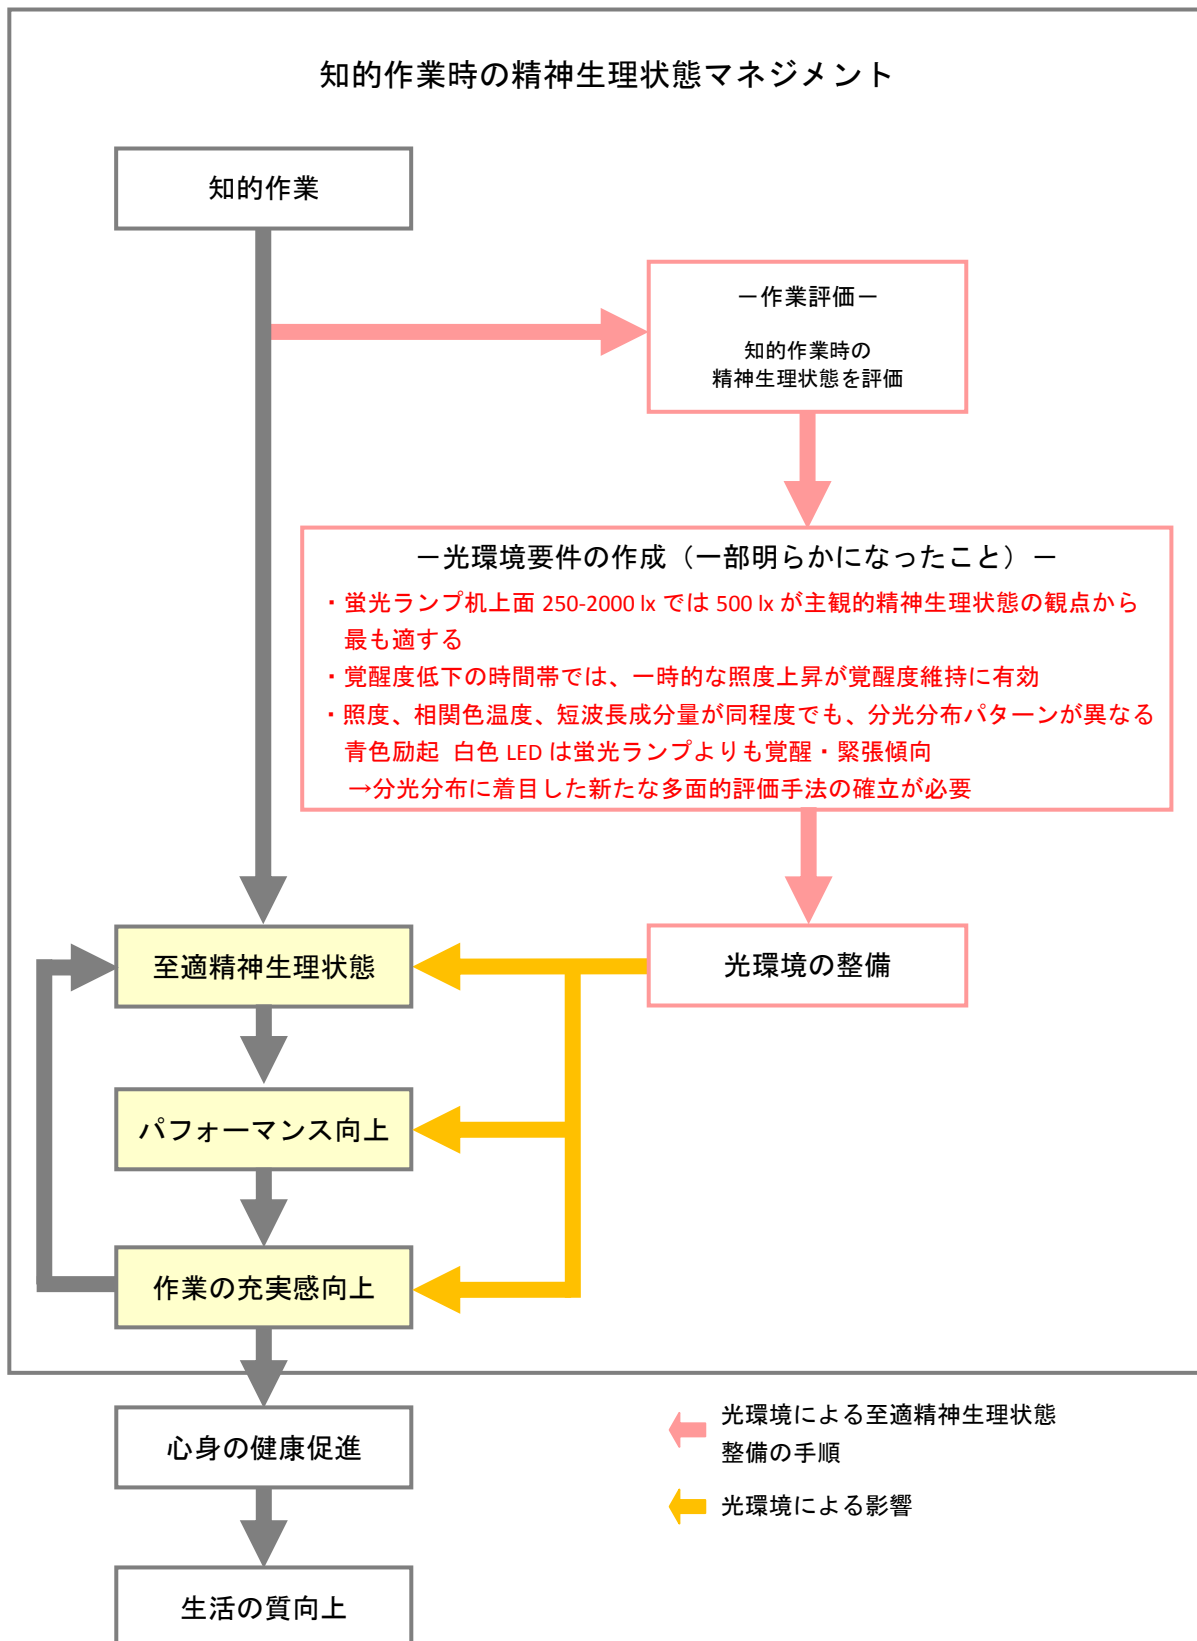 知的作業時の精神生理状態マネジメント
知的作業
－作業評価－
知的作業時の
精神生理状態を評価
－光環境要件の作成（一部明らかになったこと）－
・蛍光ランプ机上面 250-2000 lx では 500 lx が主観的精神生理状態の観点から
最も適する
・覚醒度低下の時間帯では、一時的な照度上昇が覚醒度維持に有効
・照度、相関色温度、短波長成分量が同程度でも、分光分布パターンが異なる
青色励起 白色 LED は蛍光ランプよりも覚醒・緊張傾向
→分光分布に着目した新たな多面的評価手法の確立が必要
至適精神生理状態
光環境の整備
パフォーマンス向上
作業の充実感向上
心身の健康促進
光環境による至適精神生理状態
整備の手順
光環境による影響
生活の質向上